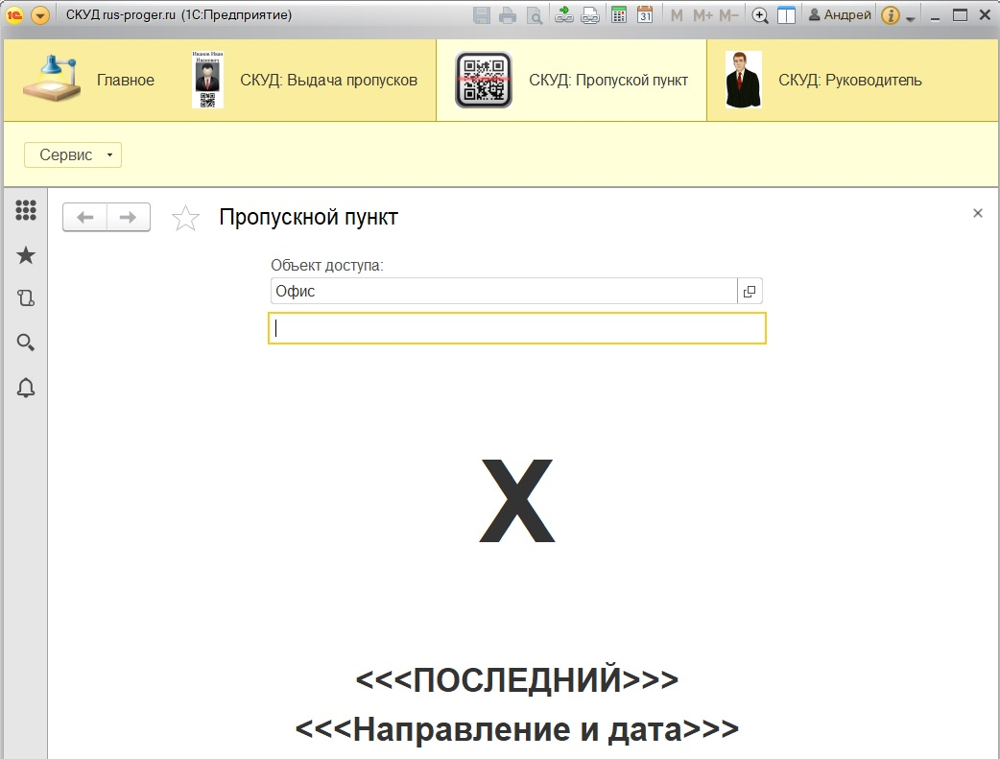 СКУД rus-proger.ru (1С:Предприятие)
31
M M+ M-
Андрей
Главное
Иванов Иван
Иванович
СКУД: Выдача пропусков
СКУД: Пропуской пункт
СКУД: Руководитель
Сервис
Пропускной пункт
Объект доступа:
Офис
X
<<<ПОСЛЕДНИЙ>>>
<<<Направление и дата>>>